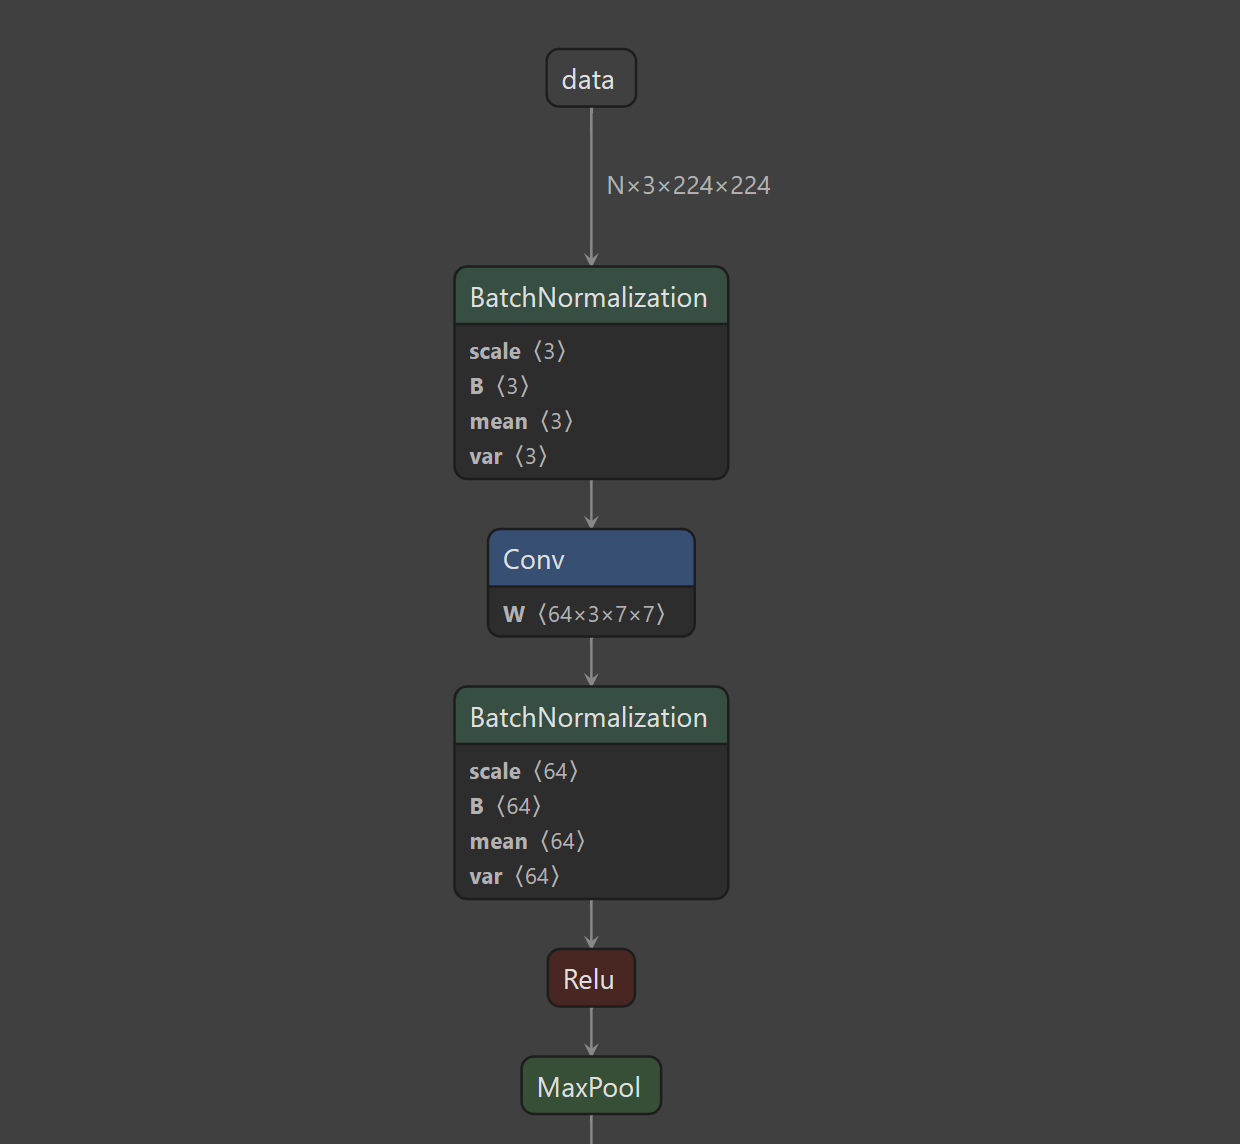 data
N×3×224×224
BatchNormalization
scale ⟨3⟩
B ⟨3⟩
mean ⟨3⟩
var ⟨3⟩
Conv
W ⟨64×3×7×7⟩
BatchNormalization
scale ⟨64⟩
B ⟨64⟩
mean ⟨64⟩
var ⟨64⟩
Relu
MaxPool